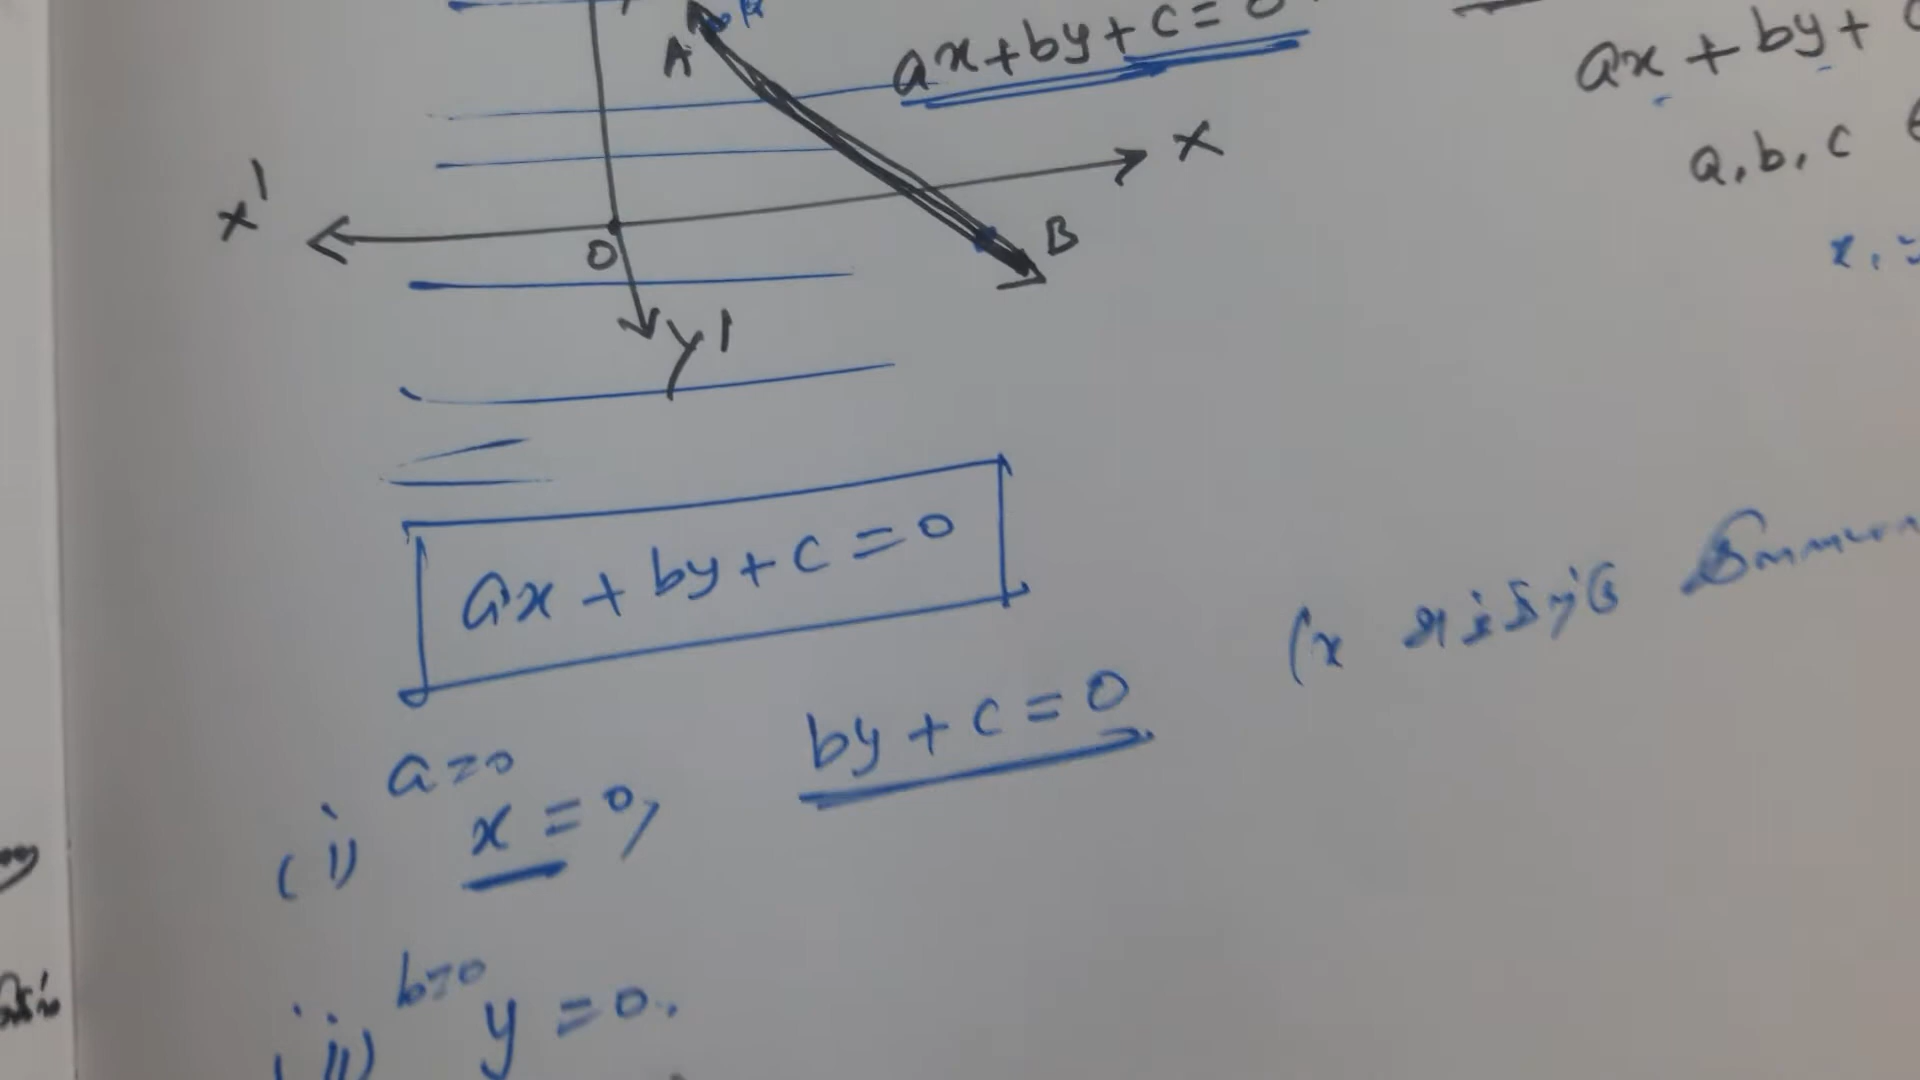 A
ax+by+c=0
ax + by +
a, b, c
x
x'
B
O
y'
ax + by + c = 0
(x
a=0
by + c = 0
(i) x = 0,
b=0
(ii) y = 0.